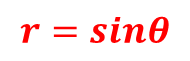 r = sinθ